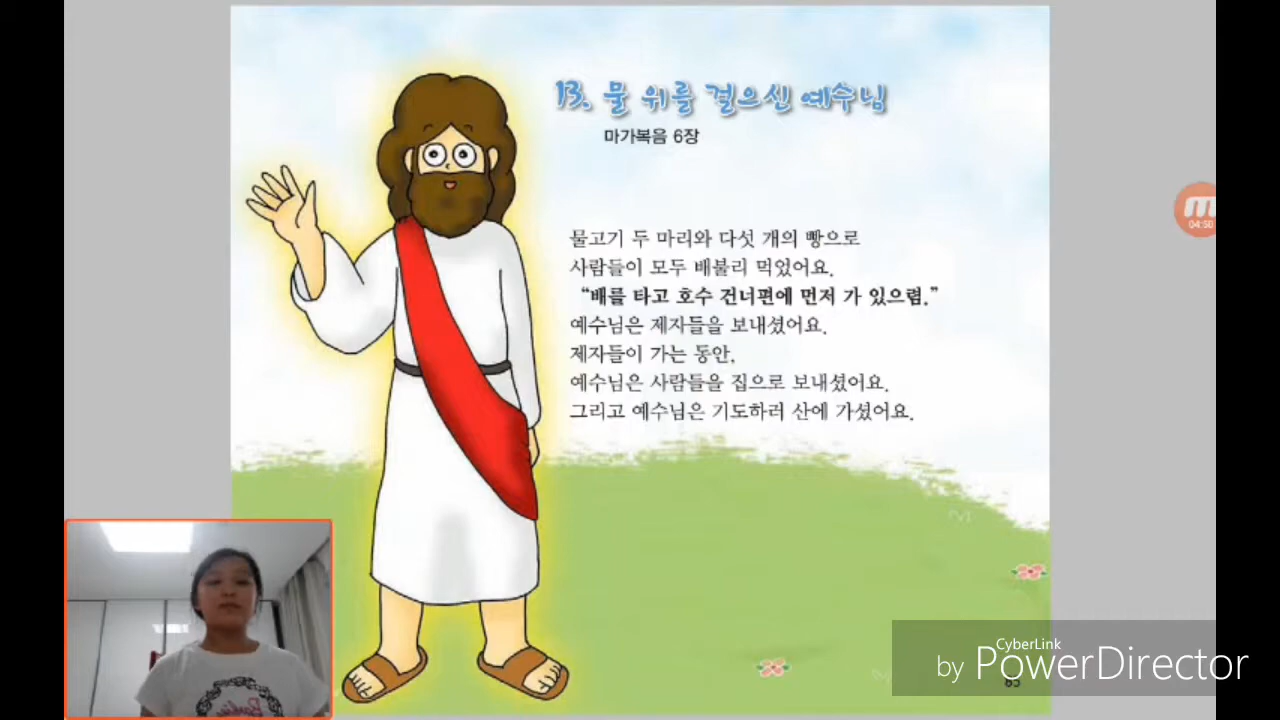 13. 물 위를 걸으신 예수님
마가복음 6장
물고기 두 마리와 다섯 개의 빵으로
사람들이 모두 배불리 먹었어요.
“배를 타고 호수 건너편에 먼저 가 있으렴.”
예수님은 제자들을 보내셨어요.
제자들이 가는 동안,
예수님은 사람들을 집으로 보내셨어요.
그리고 예수님은 기도하러 산에 가셨어요.
04:50
CyberLink
by PowerDirector